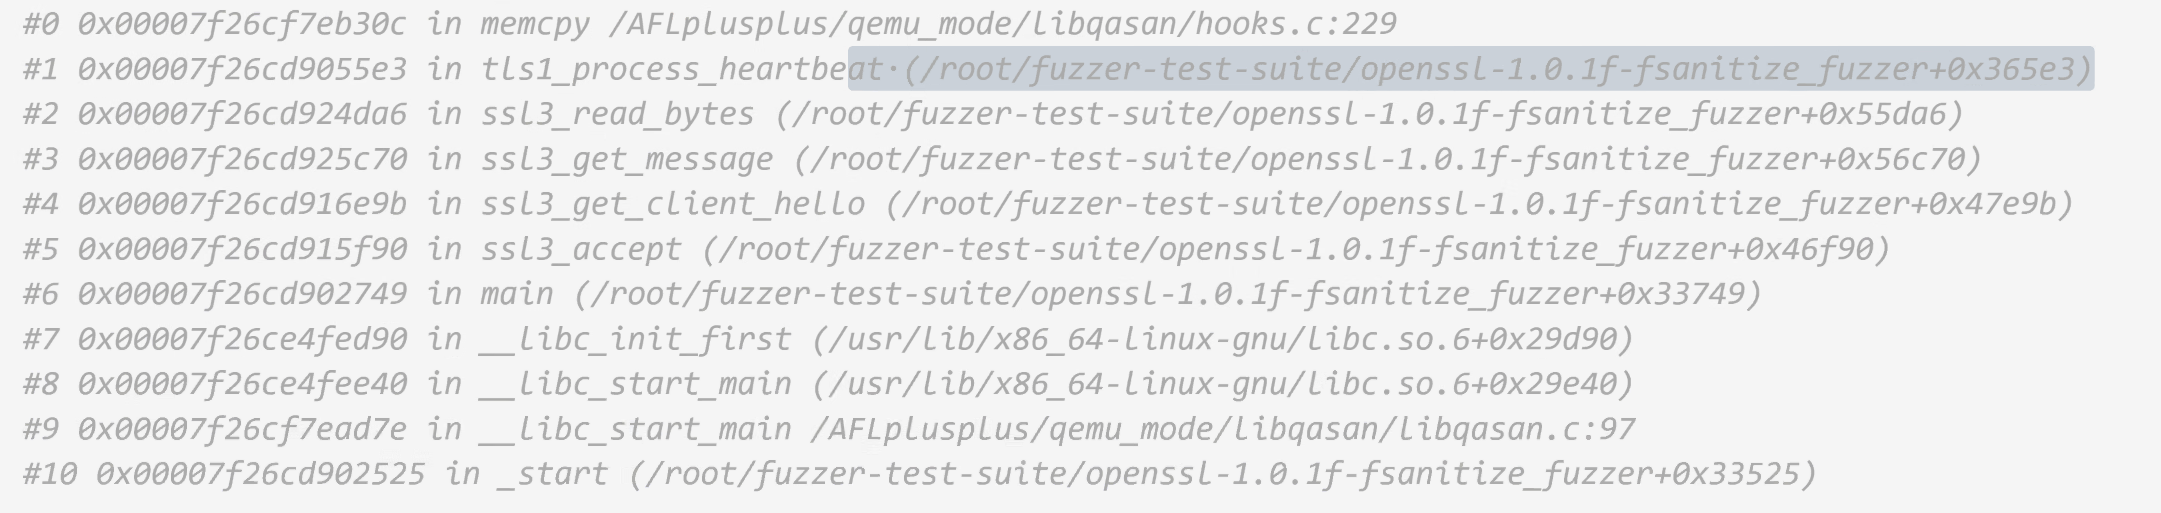 #0 0x00007f26cf7eb30c in memcpy /AFLplusplus/qemu_mode/libqasan/hooks.c:229
#1 0x00007f26cd9055e3 in tls1_process_heartbeat·(/root/fuzzer-test-suite/openssl-1.0.1f-fsanitize_fuzzer+0x365e3)
#2 0x00007f26cd924da6 in ssl3_read_bytes (/root/fuzzer-test-suite/openssl-1.0.1f-fsanitize_fuzzer+0x55da6)
#3 0x00007f26cd925c70 in ssl3_get_message (/root/fuzzer-test-suite/openssl-1.0.1f-fsanitize_fuzzer+0x56c70)
#4 0x00007f26cd916e9b in ssl3_get_client_hello (/root/fuzzer-test-suite/openssl-1.0.1f-fsanitize_fuzzer+0x47e9b)
#5 0x00007f26cd915f90 in ssl3_accept (/root/fuzzer-test-suite/openssl-1.0.1f-fsanitize_fuzzer+0x46f90)
#6 0x00007f26cd902749 in main (/root/fuzzer-test-suite/openssl-1.0.1f-fsanitize_fuzzer+0x33749)
#7 0x00007f26ce4fed90 in __libc_init_first (/usr/lib/x86_64-linux-gnu/libc.so.6+0x29d90)
#8 0x00007f26ce4fee40 in __libc_start_main (/usr/lib/x86_64-linux-gnu/libc.so.6+0x29e40)
#9 0x00007f26cf7ead7e in __libc_start_main /AFLplusplus/qemu_mode/libqasan/libqasan.c:97
#10 0x00007f26cd902525 in _start (/root/fuzzer-test-suite/openssl-1.0.1f-fsanitize_fuzzer+0x33525)